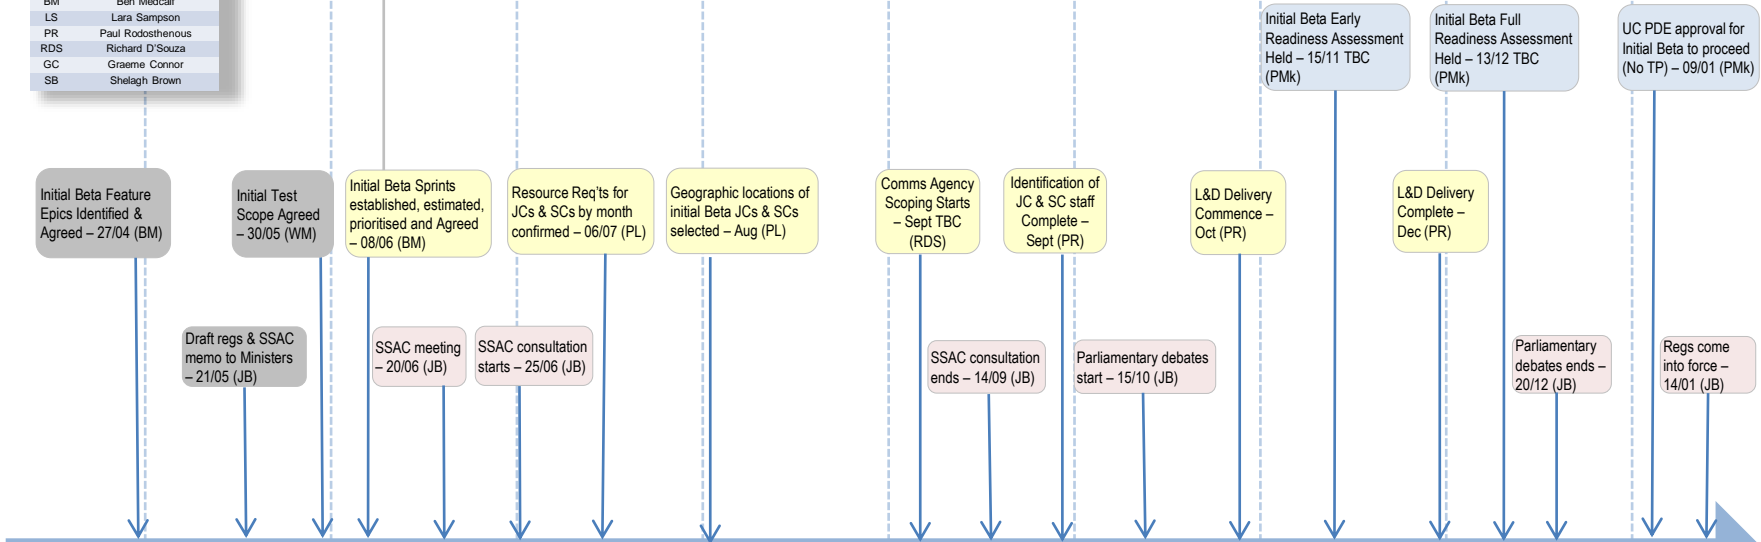 BM Ben Medcalf
LS Lara Sampson
PR Paul Rodosthenous
RDS Richard D'Souza
GC Graeme Connor
SB Shelagh Brown
Initial Beta Early
Readiness Assessment
Held – 15/11 TBC
(PMk)
Initial Beta Full
Readiness Assessment
Held – 13/12 TBC
(PMk)
UC PDE approval for
Initial Beta to proceed
(No TP) – 09/01 (PMk)
Initial Beta Feature
Epics Identified &
Agreed – 27/04 (BM)
Initial Test
Scope Agreed
– 30/05 (WM)
Initial Beta Sprints
established, estimated,
prioritised and Agreed
– 08/06 (BM)
Resource Req'ts for
JCs & SCs by month
confirmed – 06/07 (PL)
Geographic locations of
initial Beta JCs & SCs
selected – Aug (PL)
Comms Agency
Scoping Starts
– Sept TBC
(RDS)
Identification of
JC & SC staff
Complete –
Sept (PR)
L&D Delivery
Commence –
Oct (PR)
L&D Delivery
Complete –
Dec (PR)
Draft regs & SSAC
memo to Ministers
– 21/05 (JB)
SSAC meeting
– 20/06 (JB)
SSAC consultation
starts – 25/06 (JB)
SSAC consultation
ends – 14/09 (JB)
Parliamentary debates
start – 15/10 (JB)
Parliamentary
debates ends –
20/12 (JB)
Regs come
into force –
14/01 (JB)